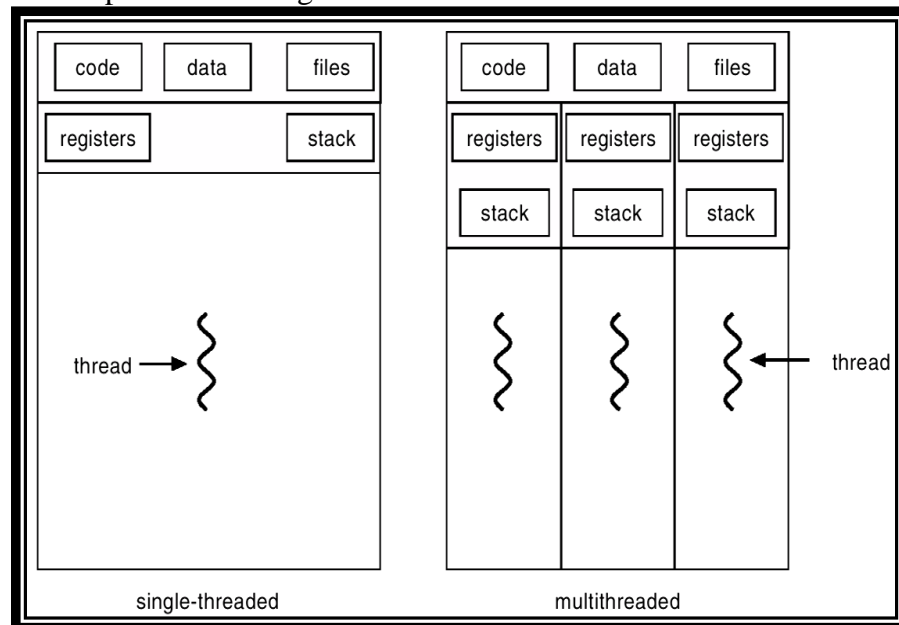 code data files
registers stack
thread
single-threaded
code data files
registers registers registers
stack stack stack
thread
multithreaded